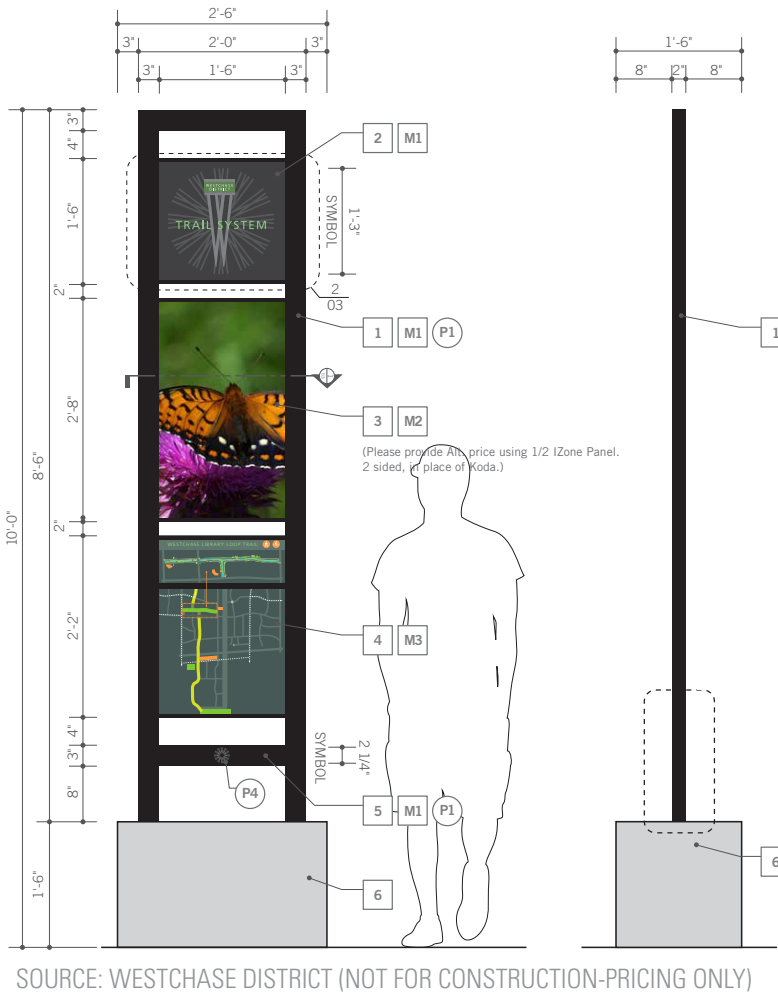 2'-6"
3" 2'-0" 3"
3" 1'-6" 3"
1'-6"
8" 2" 8"
3"
4"
1'-6"
2"
2'-8"
2"
2'-2"
4"
3"
8"
8'-6"
10'-0"
1'-6"
WESTCHASE
DISTRICT
TRAIL SYSTEM
2 M1
SYMBOL
1'-3"
2
03
1 M1 P1
3 M2
(Please provide Alt. price using 1/2 IZone Panel.
2 sided, in place of Koda.)
WESTCHASE LIBRARY LOOP TRAIL
4 M3
SYMBOL
2 1/4"
P4
5 M1 P1
6
1
6
SOURCE: WESTCHASE DISTRICT (NOT FOR CONSTRUCTION-PRICING ONLY)